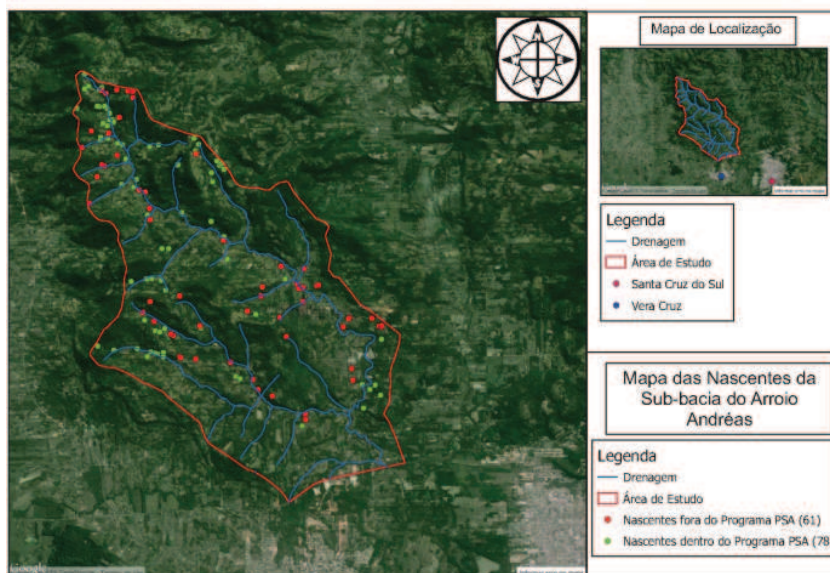 Mapa de Localização
Legenda
Drenagem
Área de Estudo
Santa Cruz do Sul
Vera Cruz
Mapa das Nascentes da
Sub-bacia do Arroio
Andréas
Legenda
Drenagem
Área de Estudo
Nascentes fora do Programa PSA (61)
Nascentes dentro do Programa PSA (78
Google